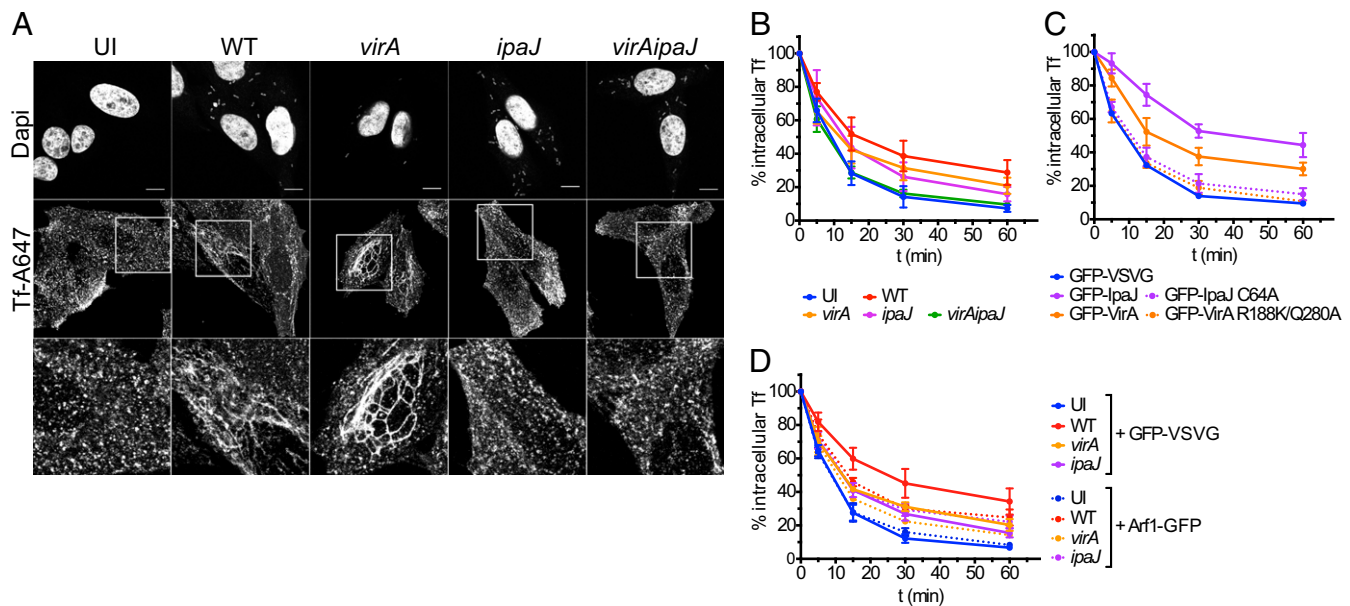 A
UI WT virA ipaJ virAipaJ
Dapi
Tf-A647
B
% intracellular Tf
100
80
60
40
20
0
0 10 20 30 40 50 60
t (min)
UI WT
virA ipaJ virAipaJ
C
% intracellular Tf
100
80
60
40
20
0
0 10 20 30 40 50 60
t (min)
GFP-VSVG
GFP-IpaJ GFP-IpaJ C64A
GFP-VirA GFP-VirA R188K/Q280A
D
% intracellular Tf
100
80
60
40
20
0
0 10 20 30 40 50 60
t (min)
UI
WT
virA
ipaJ
+ GFP-VSVG
UI
WT
virA
ipaJ
+ Arf1-GFP